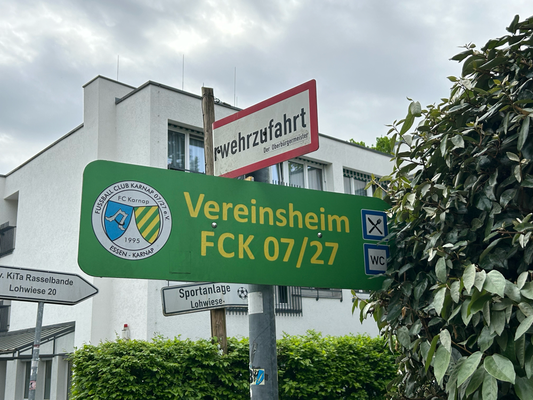 rwehrzufahrt
Der Oberbürgermeister
FUSSBALL CLUB KARNAP 07/27 e.V.
FC Karnap
1995
ESSEN - KARNAP
Vereinsheim
FCK 07/27
WC
v. KiTa Rasselbande
Lohwiese 20
Sportanlage
Lohwiese